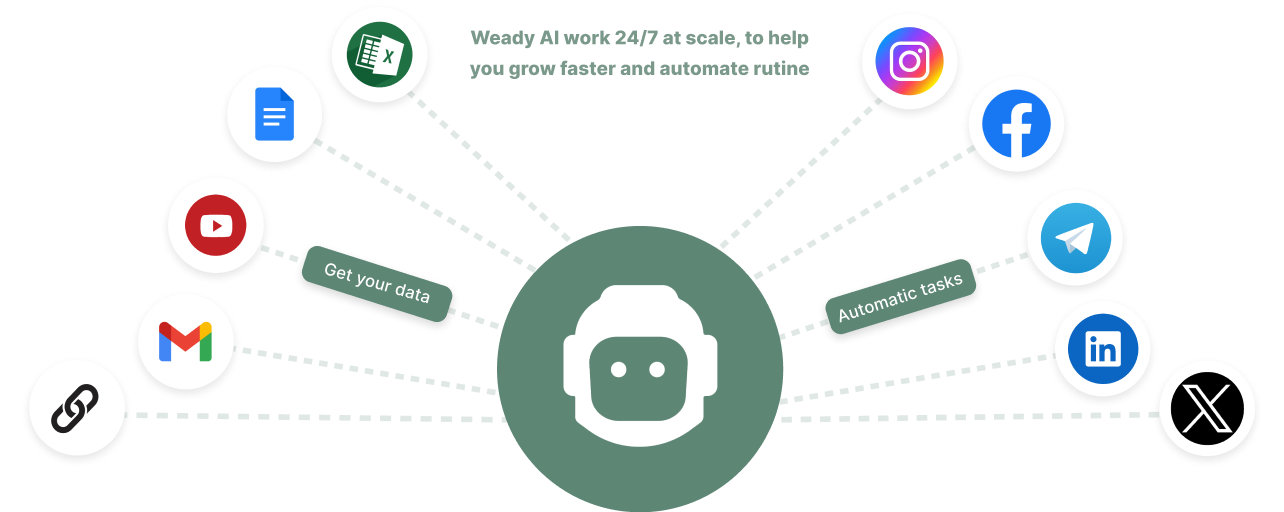 Weady AI work 24/7 at scale, to help
you grow faster and automate rutine
X
Get your data
Automatic tasks
in